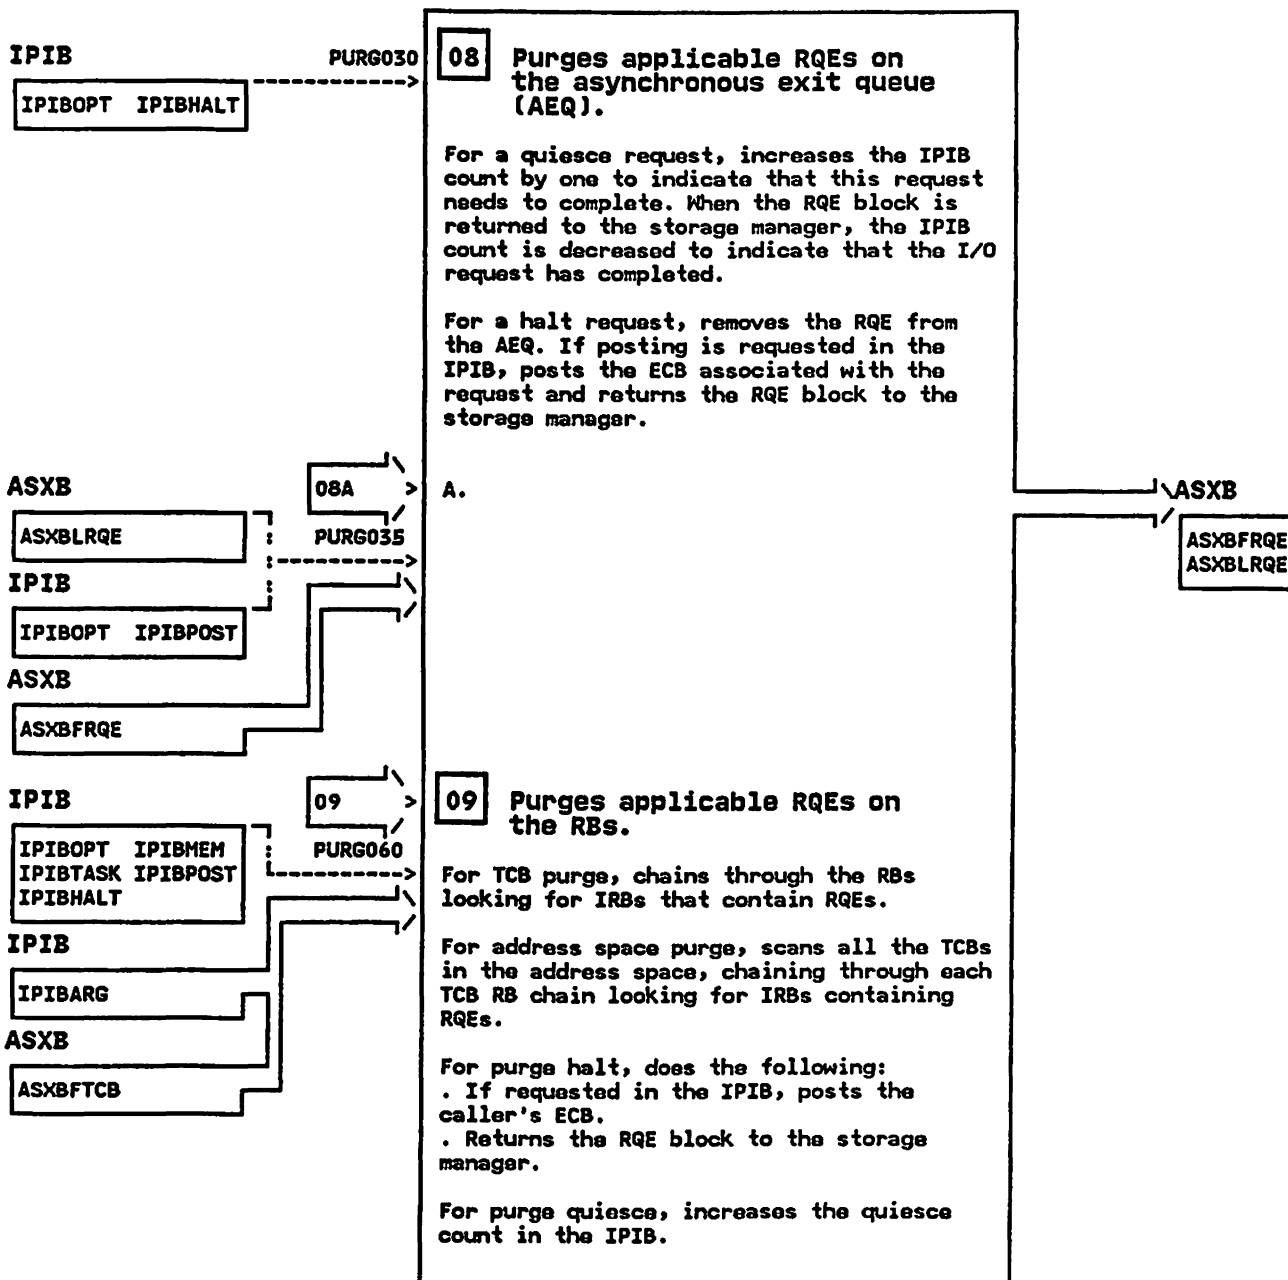 IPIB
PURG030
IPIBOPT IPIBHALT
08 Purges applicable RQEs on
the asynchronous exit queue
(AEQ).
For a quiesce request, increases the IPIB
count by one to indicate that this request
needs to complete. When the RQE block is
returned to the storage manager, the IPIB
count is decreased to indicate that the I/O
request has completed.
For a halt request, removes the RQE from
the AEQ. If posting is requested in the
IPIB, posts the ECB associated with the
request and returns the RQE block to the
storage manager.
ASXB
08A
A.
ASXBLRQE
PURG035
IPIB
IPIBOPT IPIBPOST
ASXB
ASXBFRQE
ASXB
ASXBFRQE
ASXBLRQE
IPIB
09
09 Purges applicable RQEs on
the RBs.
IPIBOPT IPIBMEM
IPIBTASK IPIBPOST
IPIBHALT
PURG060
IPIB
IPIBARG
ASXB
ASXBFTCB
For TCB purge, chains through the RBs
looking for IRBs that contain RQEs.
For address space purge, scans all the TCBs
in the address space, chaining through each
TCB RB chain looking for IRBs containing
RQEs.
For purge halt, does the following:
. If requested in the IPIB, posts the
caller's ECB.
. Returns the RQE block to the storage
manager.
For purge quiesce, increases the quiesce
count in the IPIB.